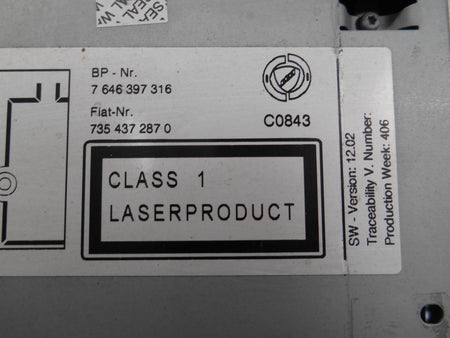 SEAL
BP - Nr.
7 646 397 316
Fiat-Nr.
735 437 287 0
C0843
CLASS 1
LASERPRODUCT
SW - Version: 12.02
Traceability V. Number:
Production Week: 406